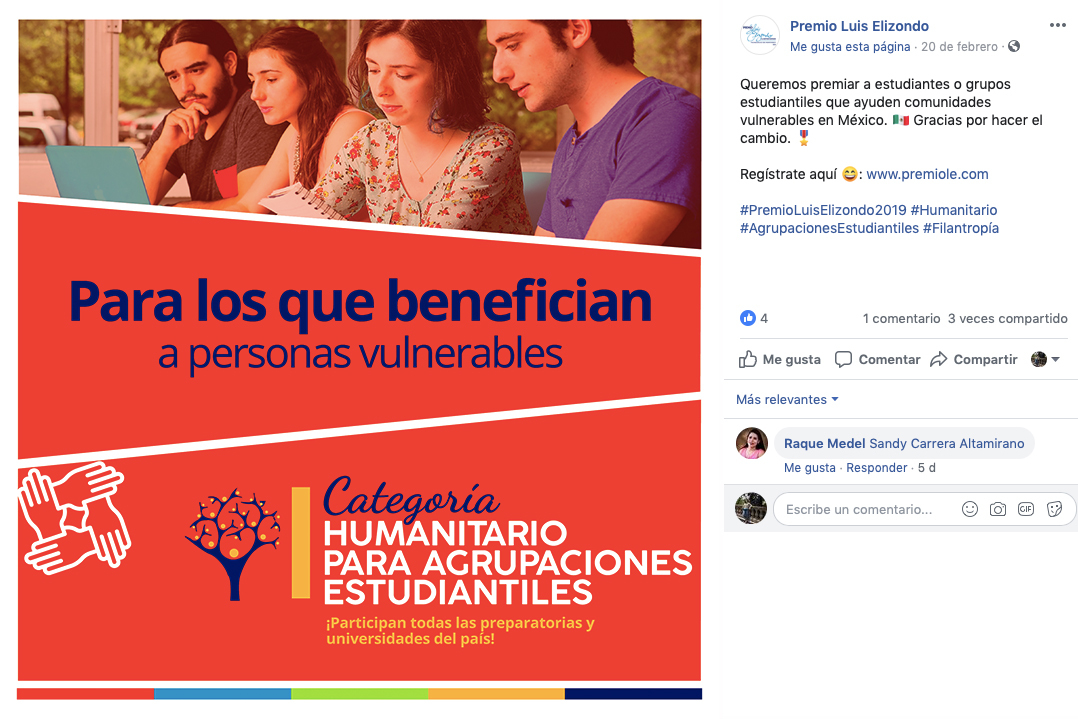 Para los que benefician
a personas vulnerables
Categoría
HUMANITARIO
PARA AGRUPACIONES
ESTUDIANTILES
¡Participan todas las preparatorias y
universidades del país!
Premio Luis Elizondo
Me gusta esta página · 20 de febrero ·
Queremos premiar a estudiantes o grupos
estudiantiles que ayuden comunidades
vulnerables en México. 🇲🇽 Gracias por hacer el
cambio. 🎖️
Regístrate aquí 😄: www.premiole.com
#PremioLuisElizondo2019 #Humanitario
#AgrupacionesEstudiantiles #Filantropía
4 1 comentario 3 veces compartido
Me gusta Comentar Compartir
Más relevantes
Raque Medel Sandy Carrera Altamirano
Me gusta · Responder · 5 d
Escribe un comentario... GIF